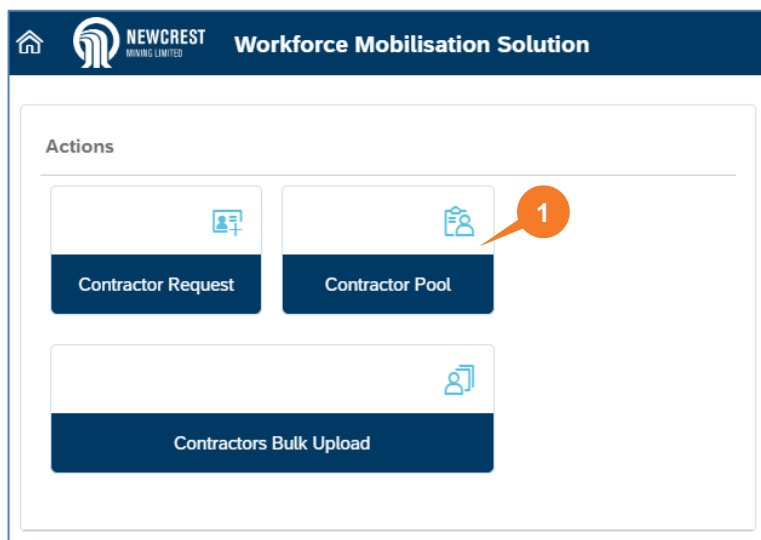 NEWCREST
MINING LIMITED
Workforce Mobilisation Solution
Actions
1
Contractor Request
Contractor Pool
Contractors Bulk Upload